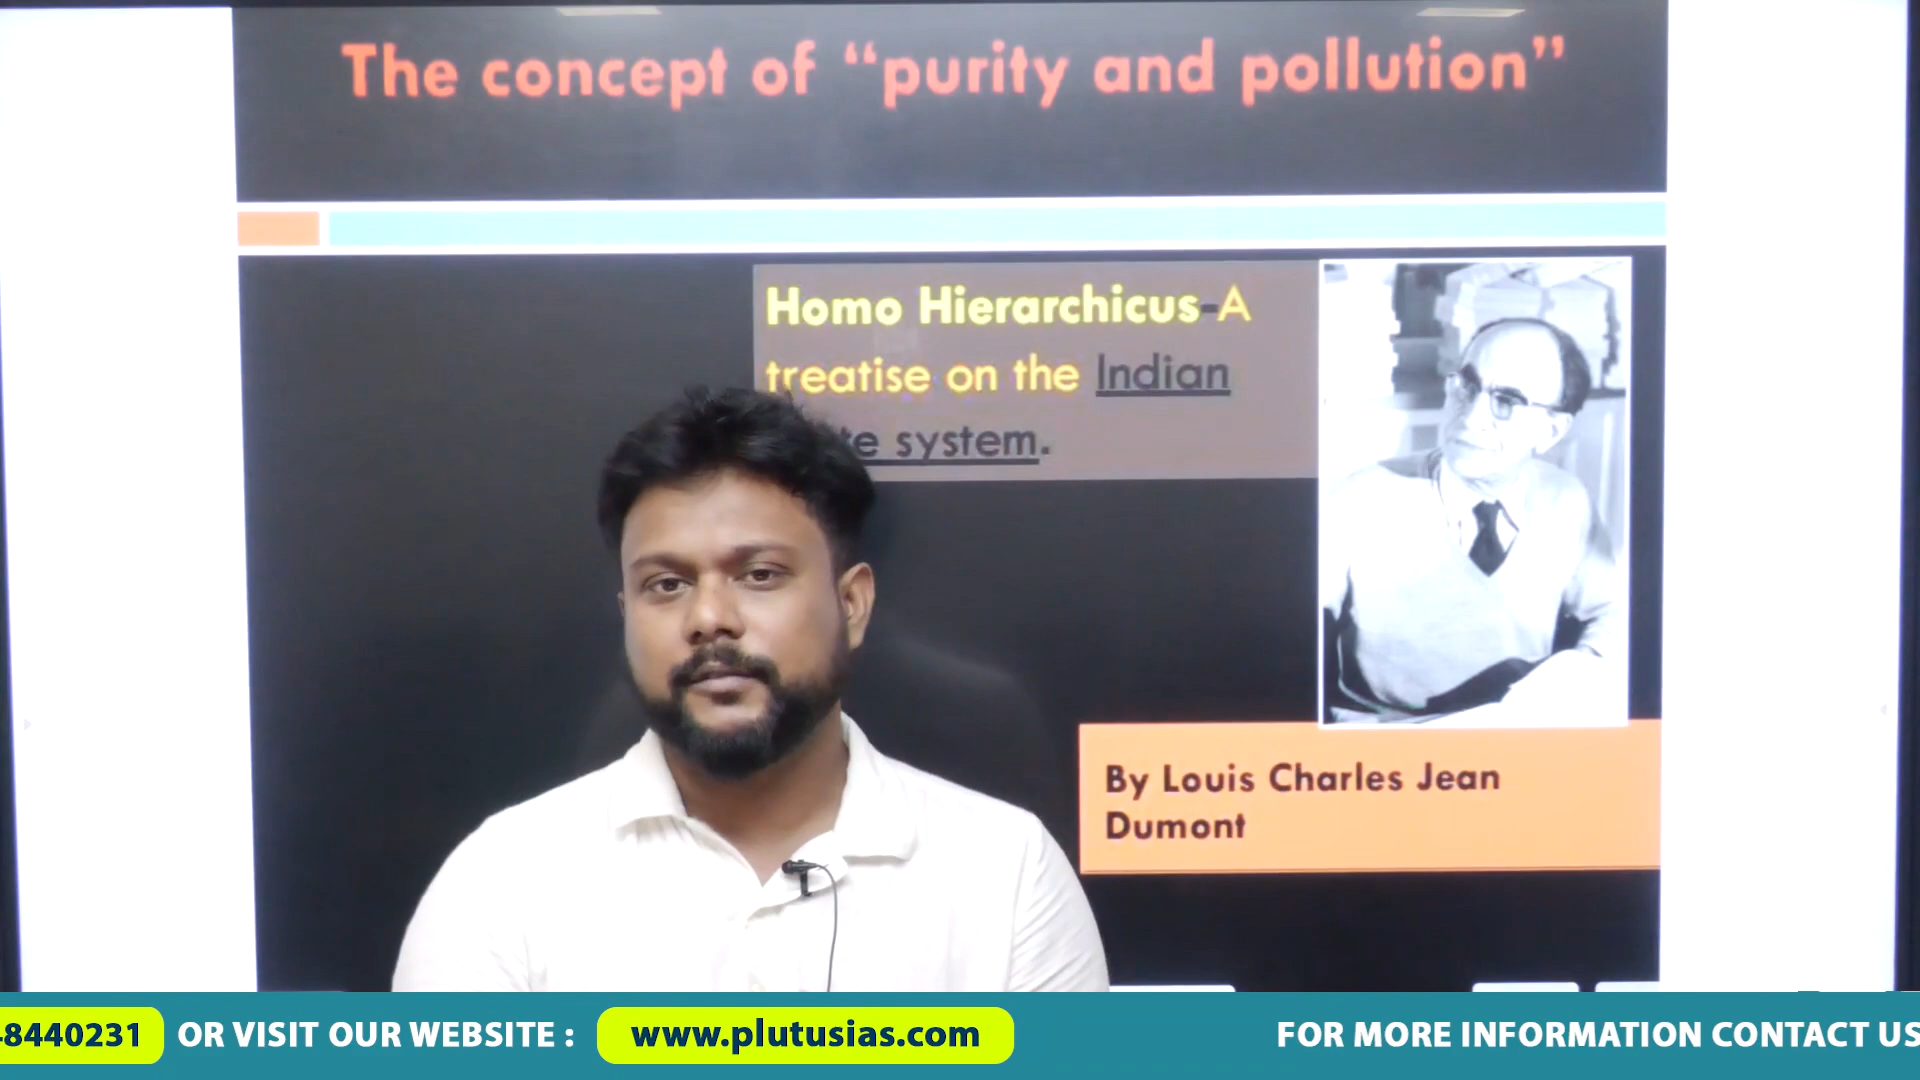 The concept of “purity and pollution”
Homo Hierarchicus-A
treatise on the Indian
system.
By Louis Charles Jean
Dumont
8440231 OR VISIT OUR WEBSITE : www.plutusias.com FOR MORE INFORMATION CONTACT US